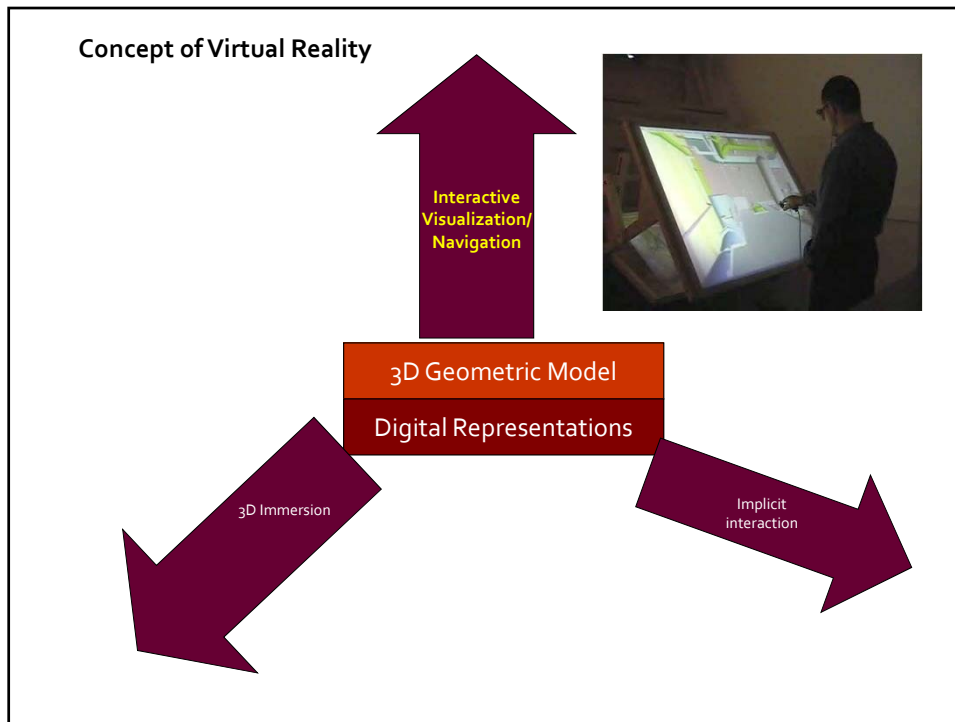 Concept of Virtual Reality
Interactive
Visualization/
Navigation
3D Geometric Model
Digital Representations
3D Immersion
Implicit
interaction